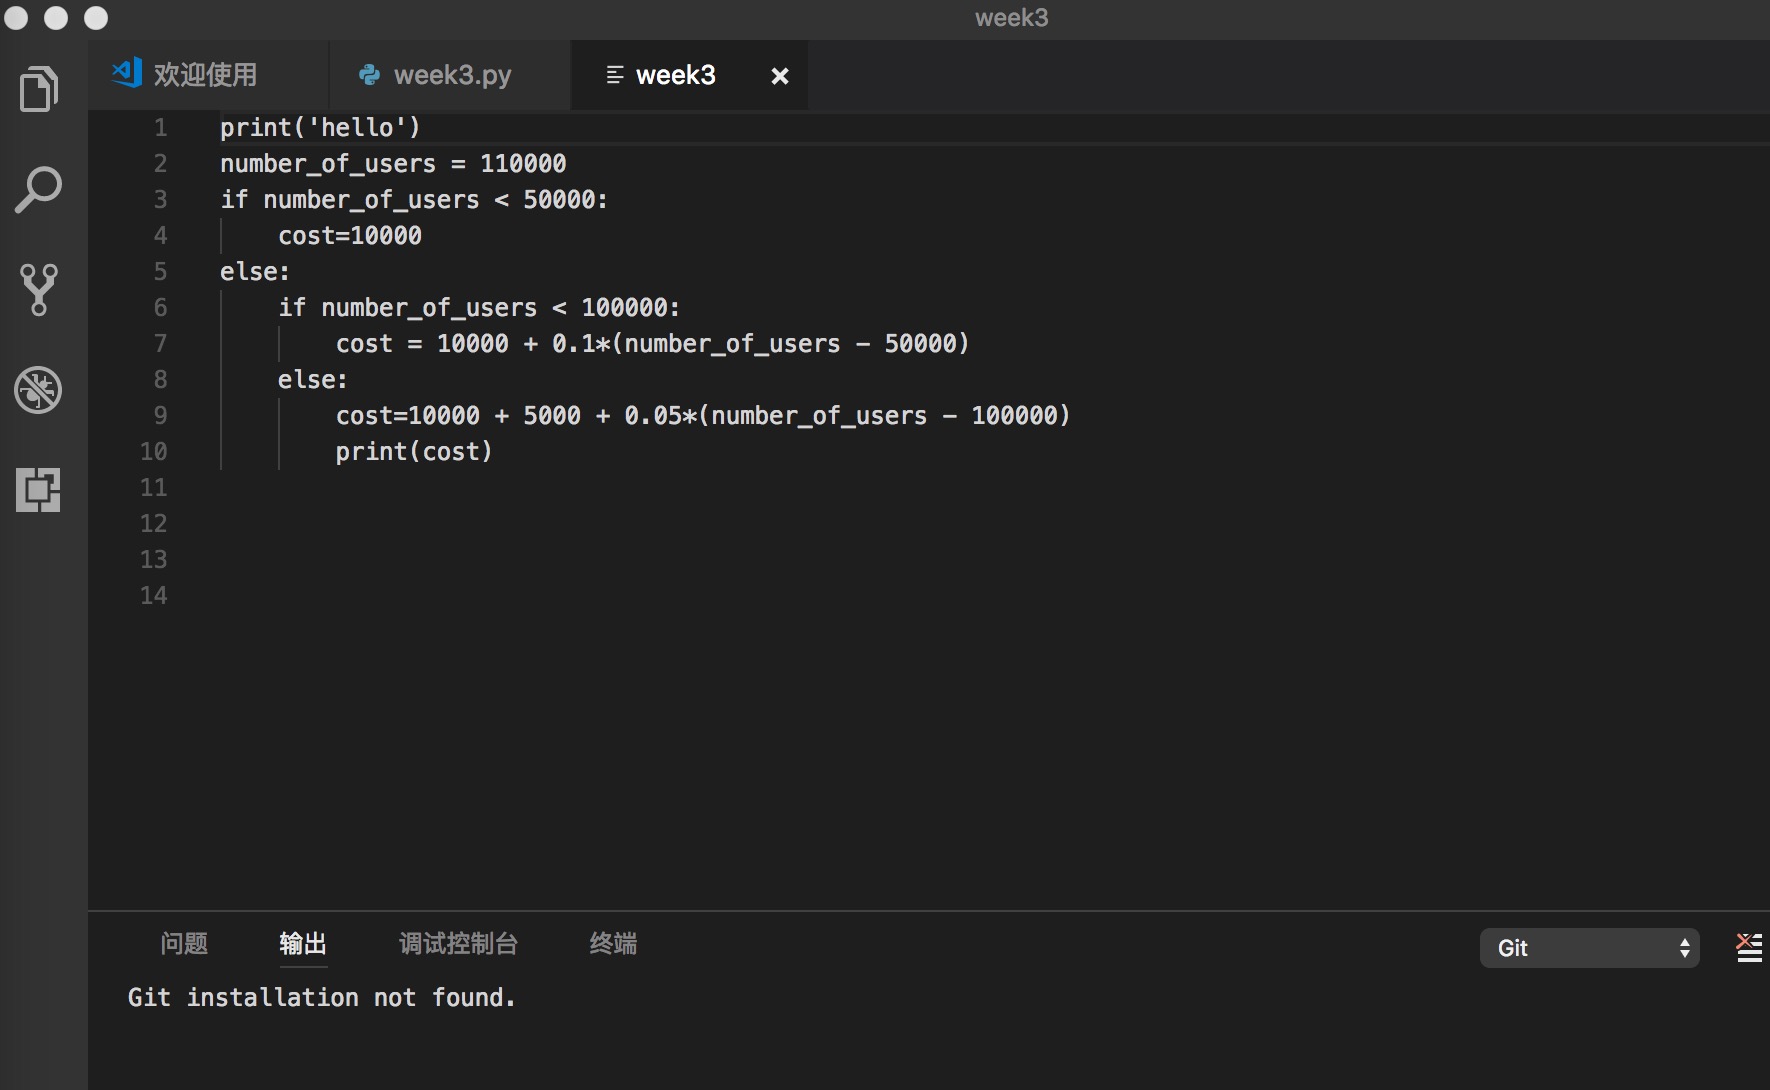 week3
欢迎使用 week3.py week3
1 print('hello')
2 number_of_users = 110000
3 if number_of_users < 50000:
4     cost=10000
5 else:
6     if number_of_users < 100000:
7         cost = 10000 + 0.1*(number_of_users - 50000)
8     else:
9         cost=10000 + 5000 + 0.05*(number_of_users - 100000)
10         print(cost)
11
12
13
14
问题 输出 调试控制台 终端 Git
Git installation not found.